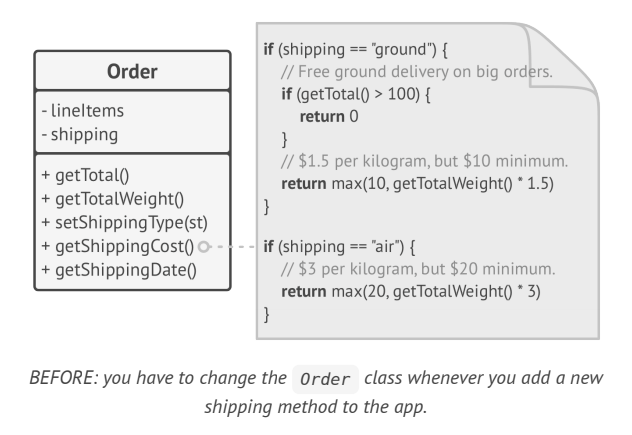 Order
- lineItems
- shipping
+ getTotal()
+ getTotalWeight()
+ setShippingType(st)
+ getShippingCost()
+ getShippingDate()
if (shipping == "ground") {
// Free ground delivery on big orders.
if (getTotal() > 100) {
return 0
}
// $1.5 per kilogram, but $10 minimum.
return max(10, getTotalWeight() * 1.5)
}
if (shipping == "air") {
// $3 per kilogram, but $20 minimum.
return max(20, getTotalWeight() * 3)
}
BEFORE: you have to change the Order class whenever you add a new
shipping method to the app.